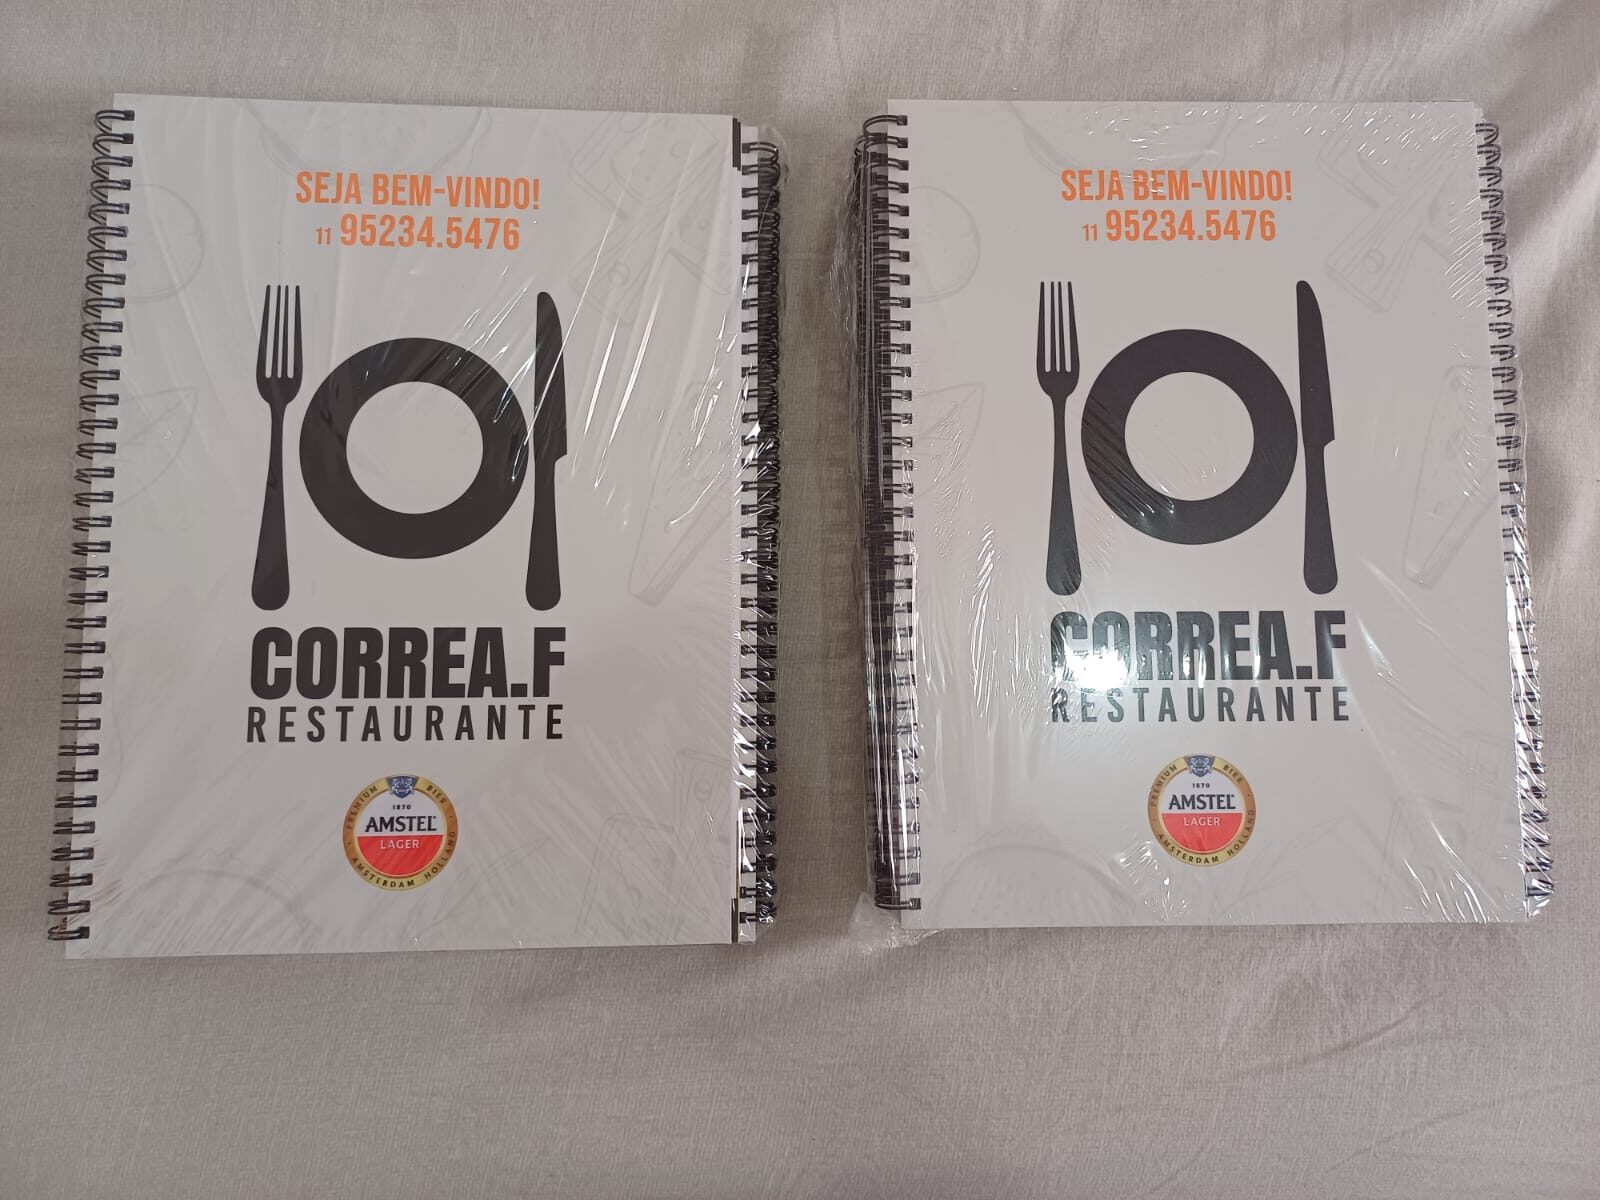 SEJA BEM-VINDO!
11 95234.5476
CORREA.F
RESTAURANTE
PREMIUM BIER
1870
AMSTEL
LAGER
AMSTERDAM HOLLAND
SEJA BEM-VINDO!
11 95234.5476
CORREA.F
RESTAURANTE
PREMIUM BIER
1870
AMSTEL
LAGER
AMSTERDAM HOLLAND